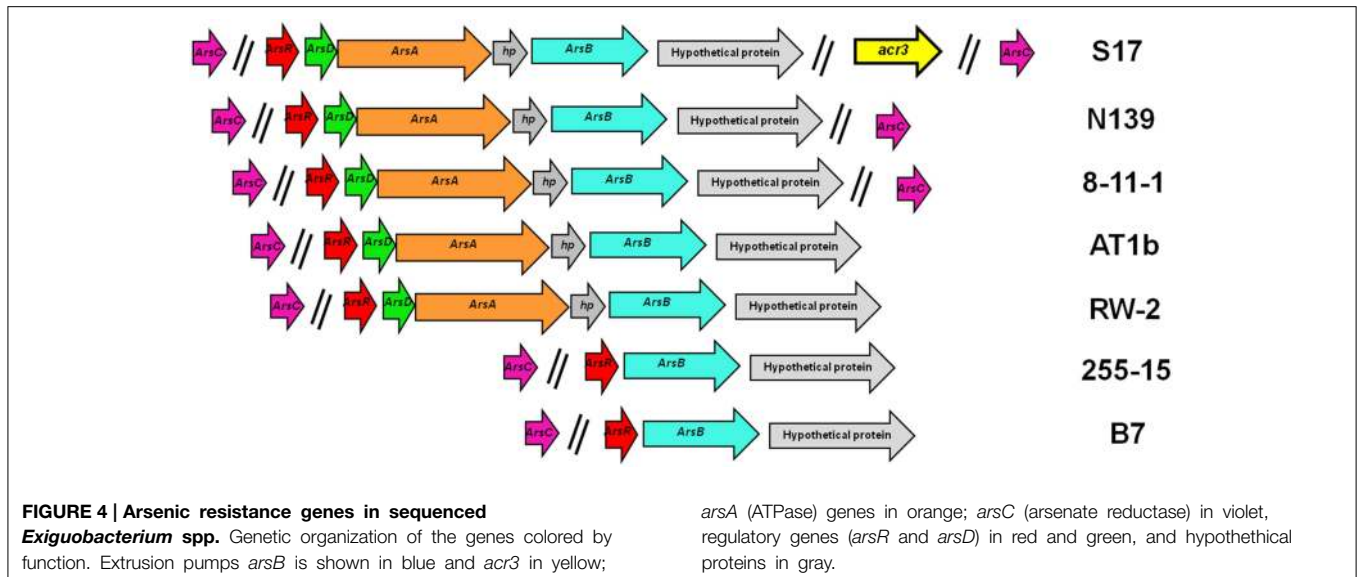 ArsC // ArsR ArsD ArsA hp ArsB Hypothetical protein // acr3 // ArsC S17
ArsC // ArsR ArsD ArsA hp ArsB Hypothetical protein // ArsC N139
ArsC // ArsR ArsD ArsA hp ArsB Hypothetical protein // ArsC 8-11-1
ArsC // ArsR ArsD ArsA hp ArsB Hypothetical protein AT1b
ArsC // ArsR ArsD ArsA hp ArsB Hypothetical protein RW-2
ArsC // ArsR ArsB Hypothetical protein 255-15
ArsC // ArsR ArsB Hypothetical protein B7
FIGURE 4 | Arsenic resistance genes in sequenced
Exiguobacterium spp. Genetic organization of the genes colored by
function. Extrusion pumps arsB is shown in blue and acr3 in yellow;
arsA (ATPase) genes in orange; arsC (arsenate reductase) in violet,
regulatory genes (arsR and arsD) in red and green, and hypothethical
proteins in gray.